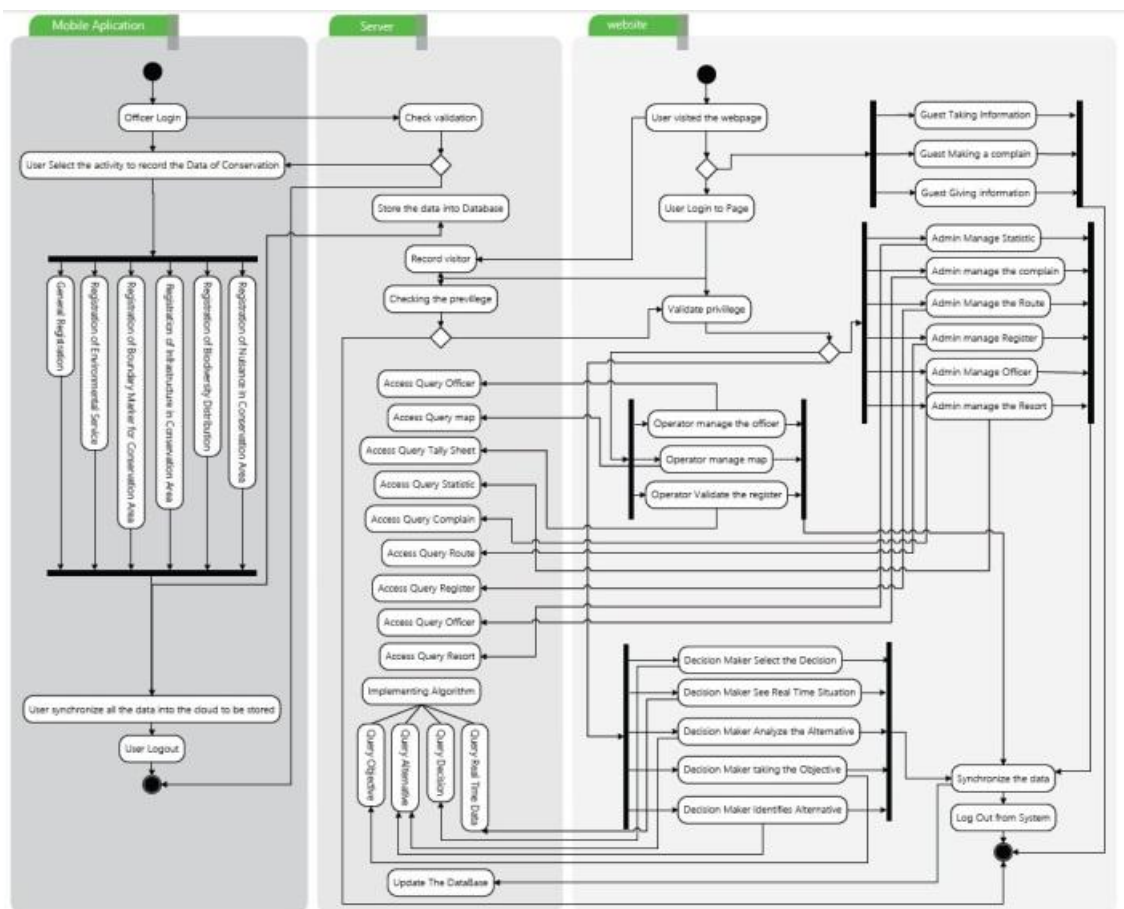 Mobile Aplication
Server
website
Officer Login
User Select the activity to record the Data of Conservation
General Registration
Registration of Environmental Service
Registration of Boundary Marker for Conservation Area
Registration of Infrastructure in Conservation Area
Registration of Biodiversity Distribution
Registration of Nuisance in Conservation Area
User synchronize all the data into the cloud to be stored
User Logout
Check validation
Store the data into Database
Record visitor
Checking the previllege
Access Query Officer
Access Query map
Access Query Tally Sheet
Access Query Statistic
Access Query Complain
Access Query Route
Access Query Register
Access Query Officer
Access Query Resort
Implementing Algorithm
Query Objective
Query Alternative
Query Decision
Query Real Time Data
Update The DataBase
User visited the webpage
User Login to Page
Validate privillege
Guest Taking Information
Guest Making a complain
Guest Giving information
Admin Manage Statistic
Admin manage the complain
Admin Manage the Route
Admin manage Register
Admin Manage Officer
Admin manage the Resort
Operator manage the officer
Operator manage map
Operator Validate the register
Decision Maker Select the Decision
Decision Maker See Real Time Situation
Decision Maker Analyze the Alternative
Decision Maker taking the Objective
Decision Maker Identifies Alternative
Synchronize the data
Log Out from System